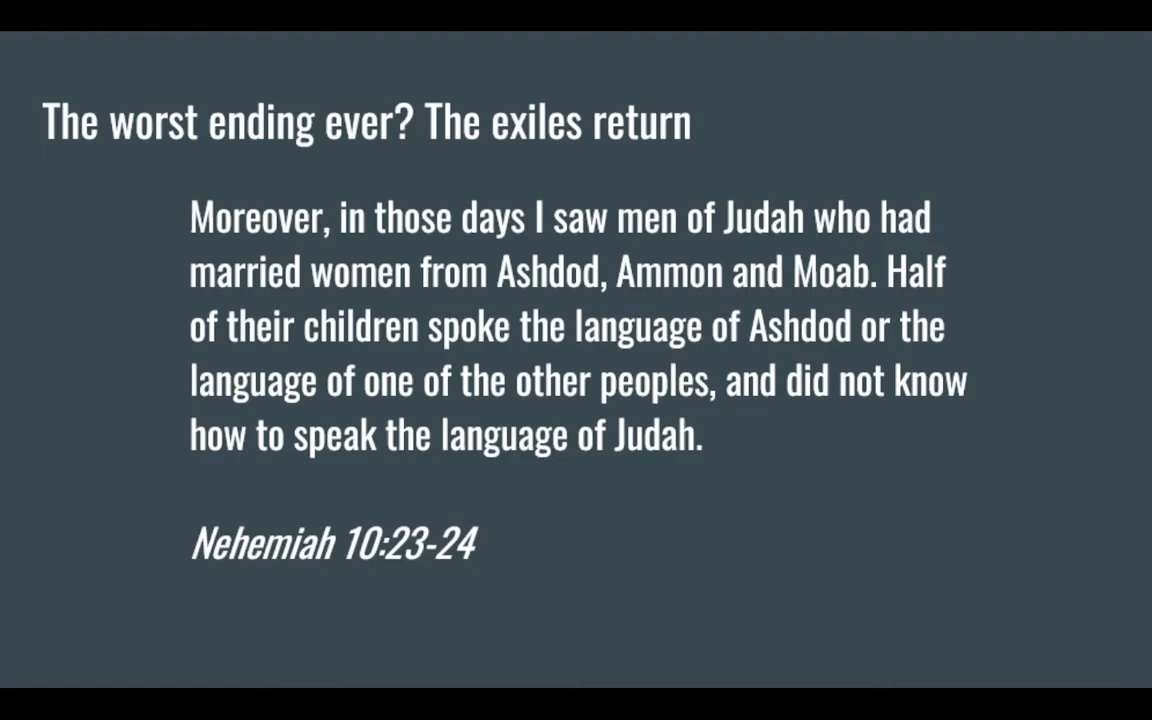 The worst ending ever? The exiles return
Moreover, in those days I saw men of Judah who had
married women from Ashdod, Ammon and Moab. Half
of their children spoke the language of Ashdod or the
language of one of the other peoples, and did not know
how to speak the language of Judah.
Nehemiah 10:23-24